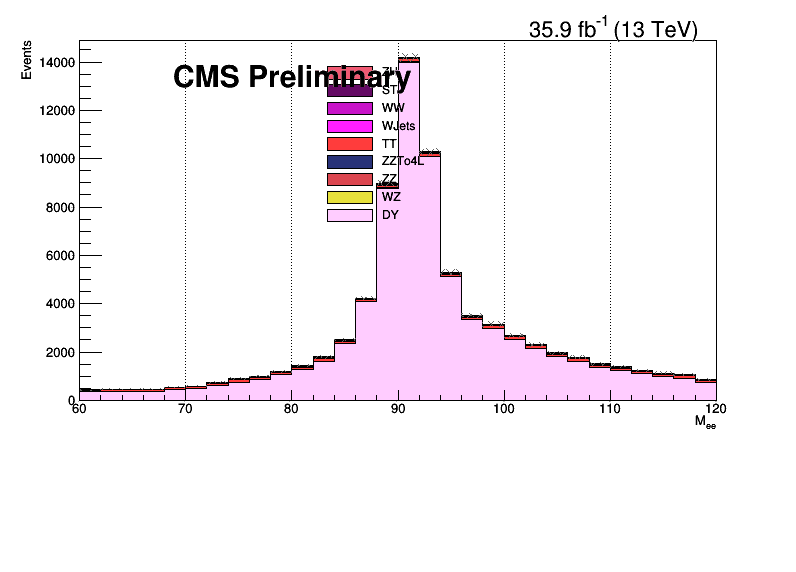 35.9 fb-1 (13 TeV)
Events
CMS Preliminary
ST
WW
WJets
TT
ZZTo4L
ZZ
WZ
DY
14000
12000
10000
8000
6000
4000
2000
0
60 70 80 90 100 110 120
Mee